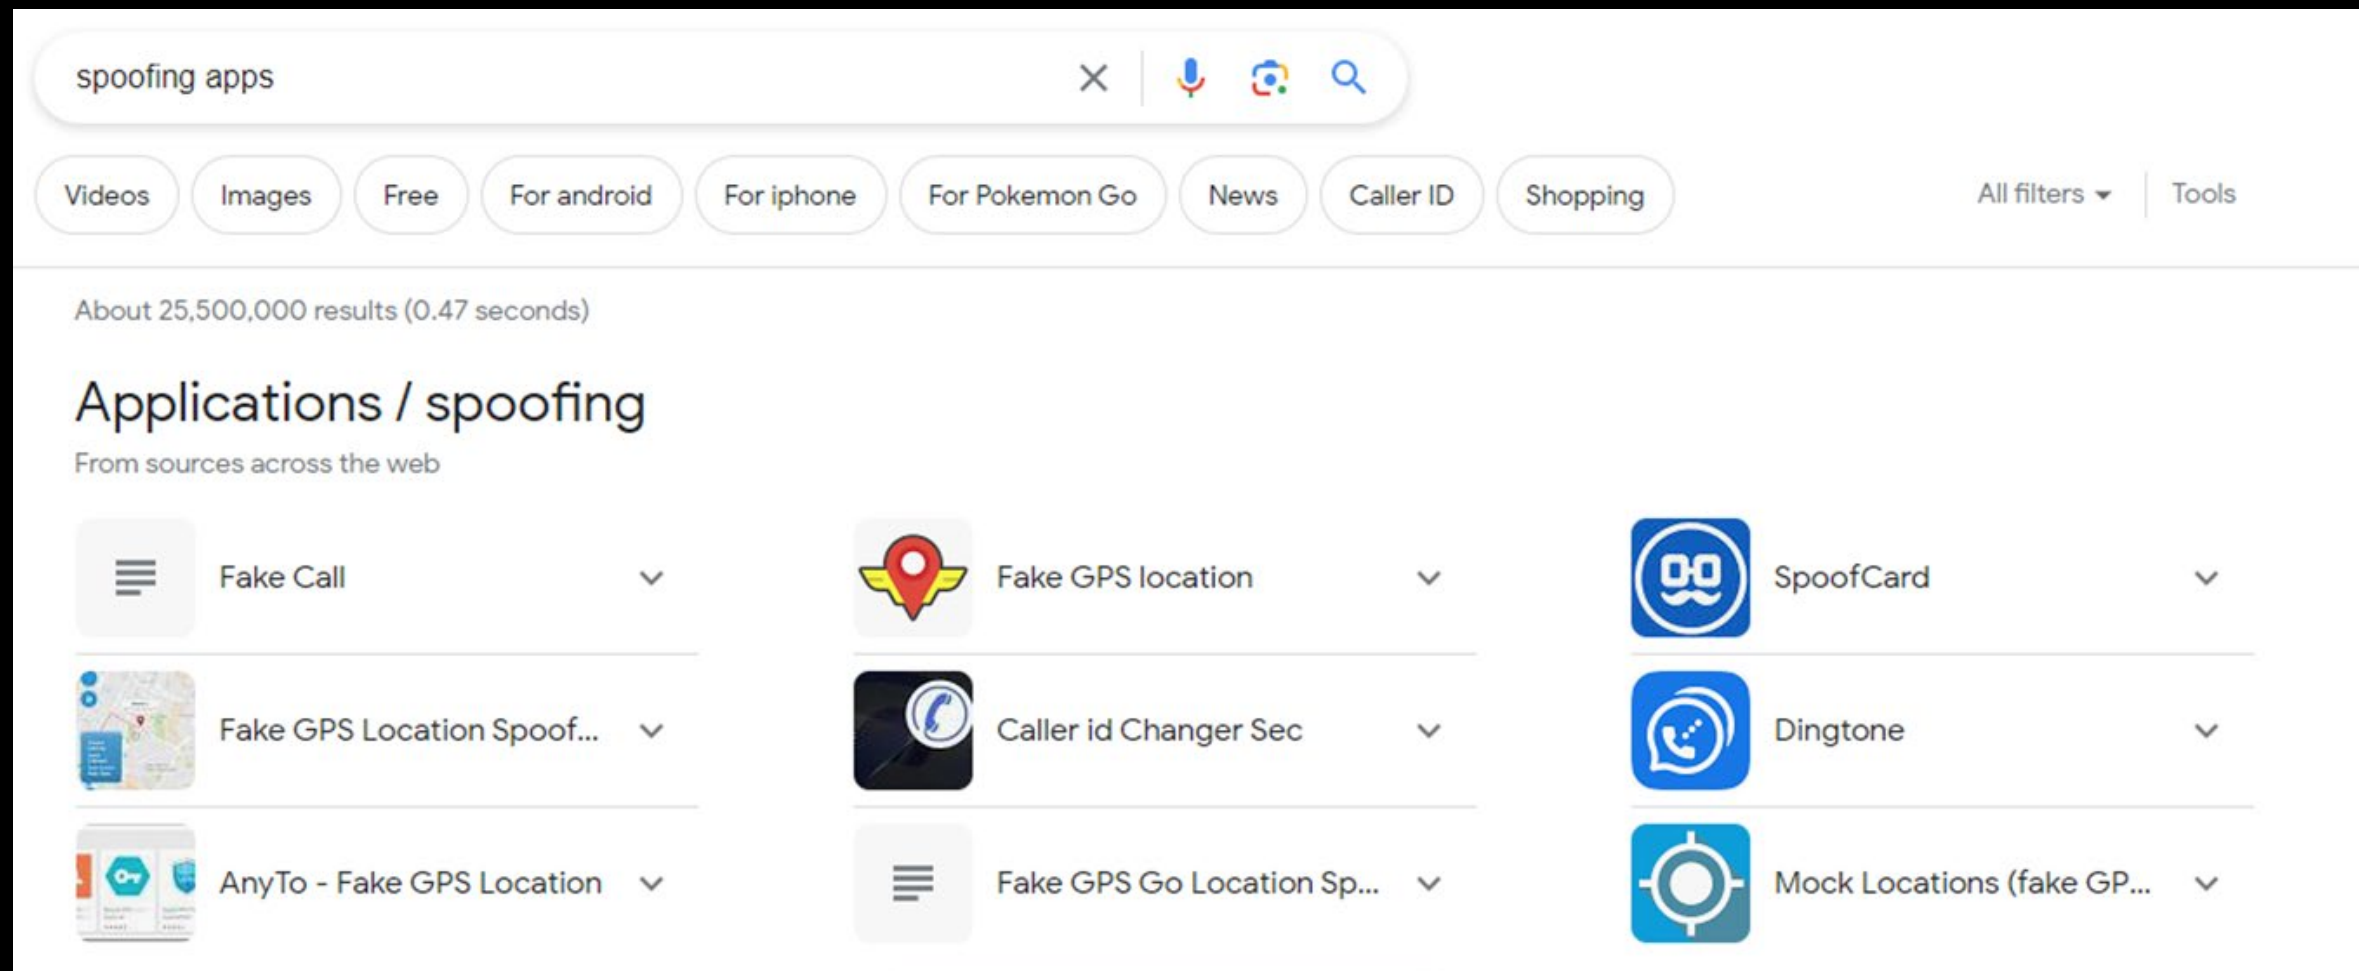 spoofing apps
Videos Images Free For android For iphone For Pokemon Go News Caller ID Shopping All filters Tools
About 25,500,000 results (0.47 seconds)
Applications / spoofing
From sources across the web
Fake Call Fake GPS location SpoofCard
Fake GPS Location Spoof... Caller id Changer Sec Dingtone
AnyTo - Fake GPS Location Fake GPS Go Location Sp... Mock Locations (fake GP...